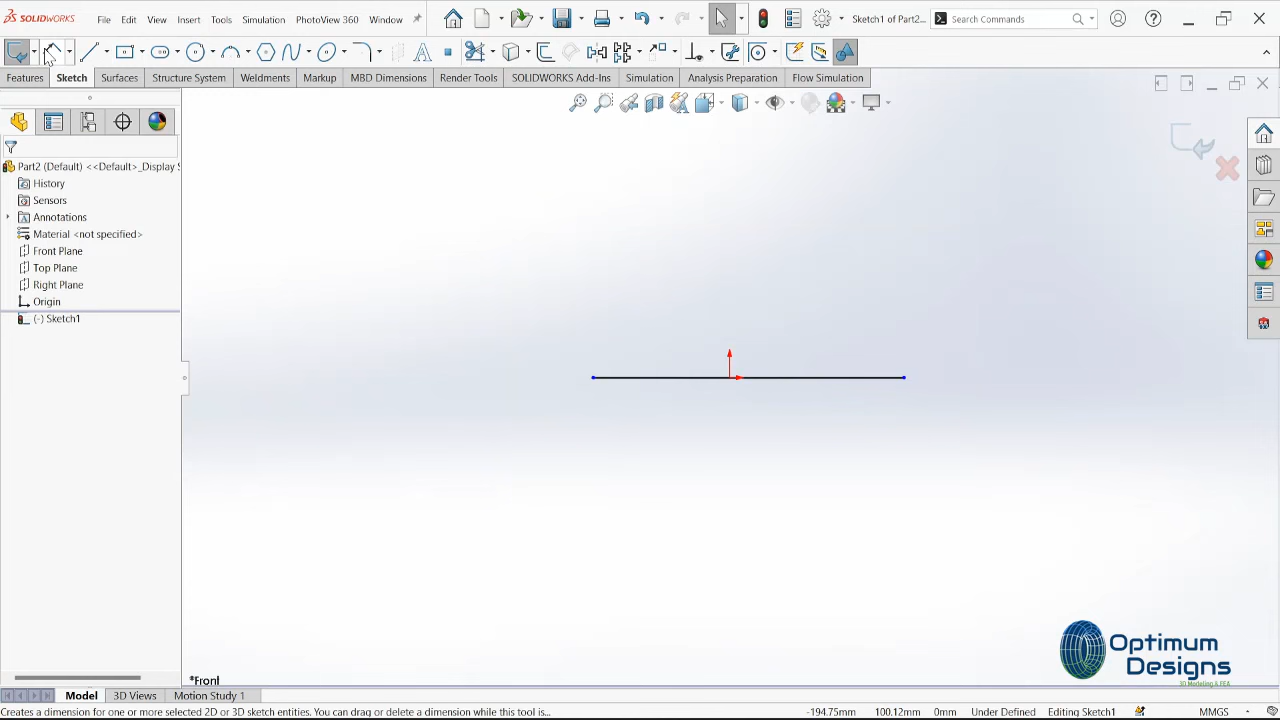 SOLIDWORKS
File
Edit
View
Insert
Tools
Simulation
PhotoView 360
Window
Sketch1 of Part2...
Search Commands
Features
Sketch
Surfaces
Structure System
Weldments
Markup
MBD Dimensions
Render Tools
SOLIDWORKS Add-Ins
Simulation
Analysis Preparation
Flow Simulation
Part2 (Default) <<Default>_Display S
History
Sensors
Annotations
Material <not specified>
Front Plane
Top Plane
Right Plane
Origin
(-) Sketch1
Optimum
Designs
3D Modeling & FEA
*Front
Model
3D Views
Motion Study 1
Creates a dimension for one or more selected 2D or 3D sketch entities. You can drag or delete a dimension while this tool is...
-194.75mm
100.12mm
0mm
Under Defined
Editing Sketch1
MMGS